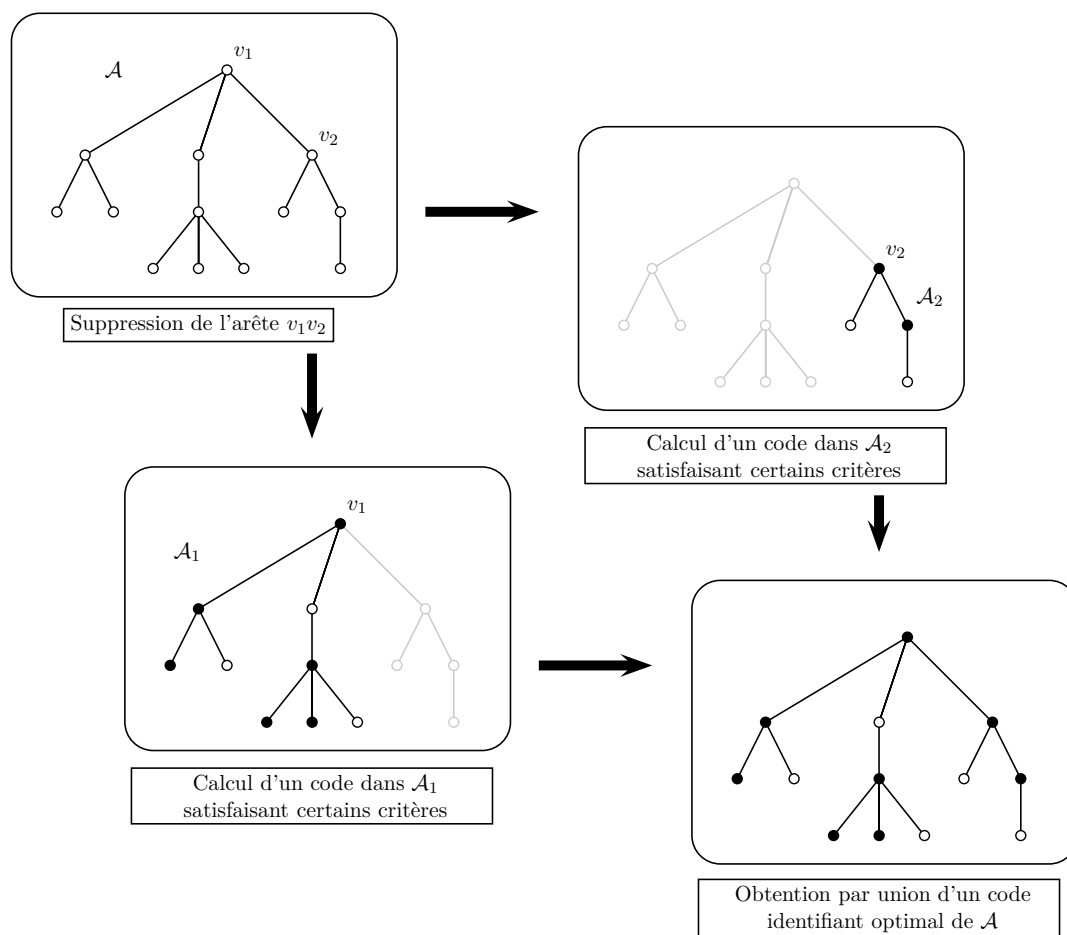 𝒜
v₁
v₂
Suppression de l'arête v₁v₂
v₂
𝒜₂
Calcul d'un code dans 𝒜₂
satisfaisant certains critères
v₁
𝒜₁
Calcul d'un code dans 𝒜₁
satisfaisant certains critères
Obtention par union d'un code
identifiant optimal de 𝒜